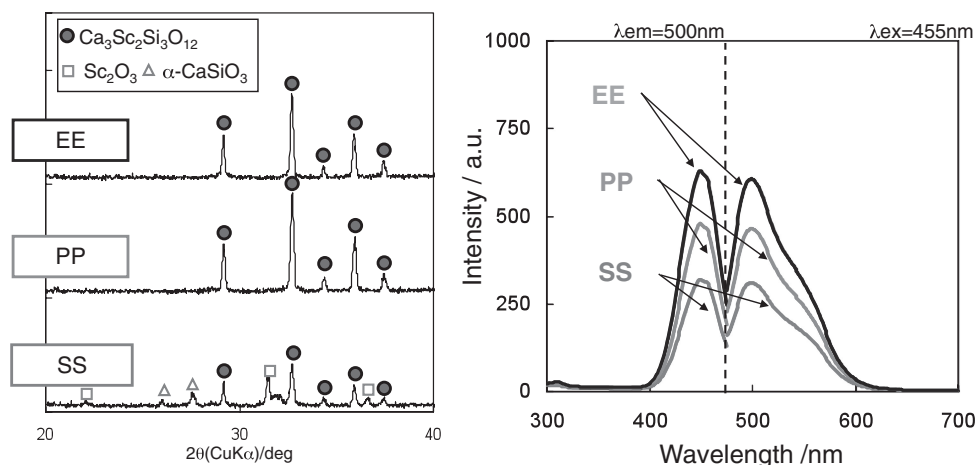 Ca₃Sc₂Si₃O₁₂
Sc₂O₃ α-CaSiO₃
EE
PP
SS
20 30 40
2θ(CuKα)/deg
λem=500nm λex=455nm
1000
750
500
250
0
Intensity / a.u.
EE
PP
SS
300 400 500 600 700
Wavelength /nm